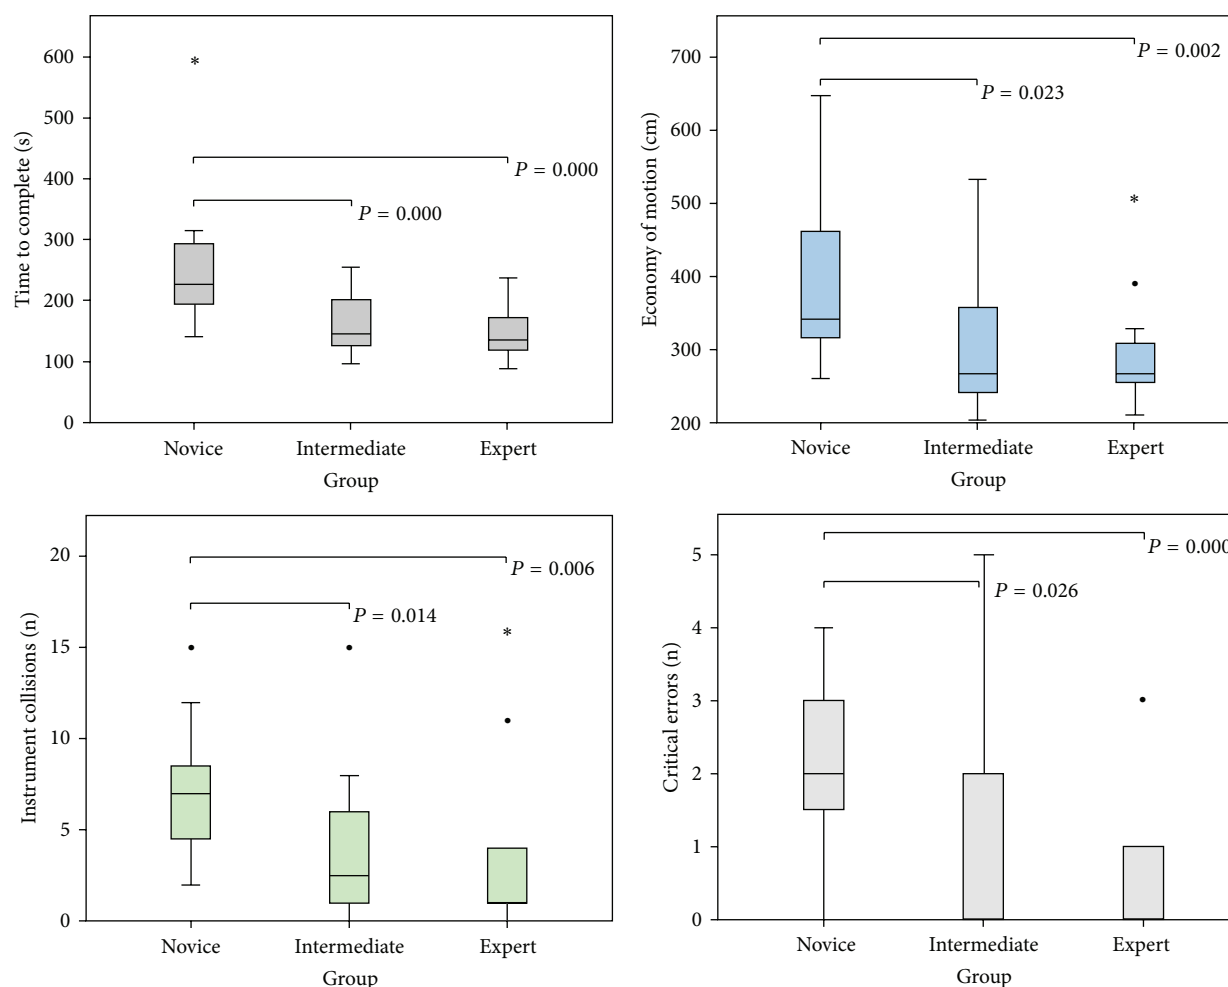 600
500
400
300
200
100
0
Time to complete (s)
*
P = 0.000
P = 0.000
Novice
Intermediate
Expert
Group
700
600
500
400
300
200
Economy of motion (cm)
P = 0.002
P = 0.023
*
Novice
Intermediate
Expert
Group
20
15
10
5
0
Instrument collisions (n)
P = 0.006
P = 0.014
*
Novice
Intermediate
Expert
Group
5
4
3
2
1
0
Critical errors (n)
P = 0.000
P = 0.026
Novice
Intermediate
Expert
Group